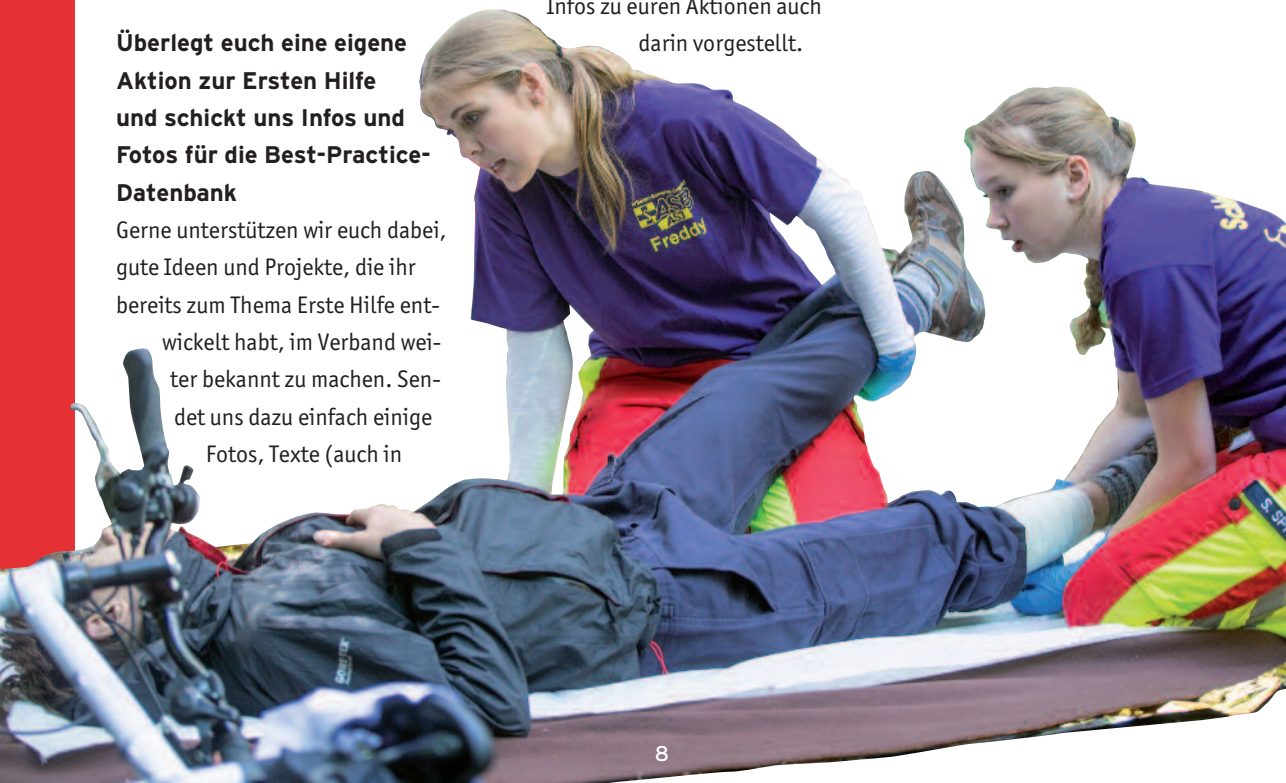 Überlegt euch eine eigene
Aktion zur Ersten Hilfe
und schickt uns Infos und
Fotos für die Best-Practice-
Datenbank
Gerne unterstützen wir euch dabei,
gute Ideen und Projekte, die ihr
bereits zum Thema Erste Hilfe ent-
wickelt habt, im Verband wei-
ter bekannt zu machen. Sen-
det uns dazu einfach einige
Fotos, Texte (auch in
Infos zu euren Aktionen auch
darin vorgestellt.
ASB
Freddy
GORE-TEX
8